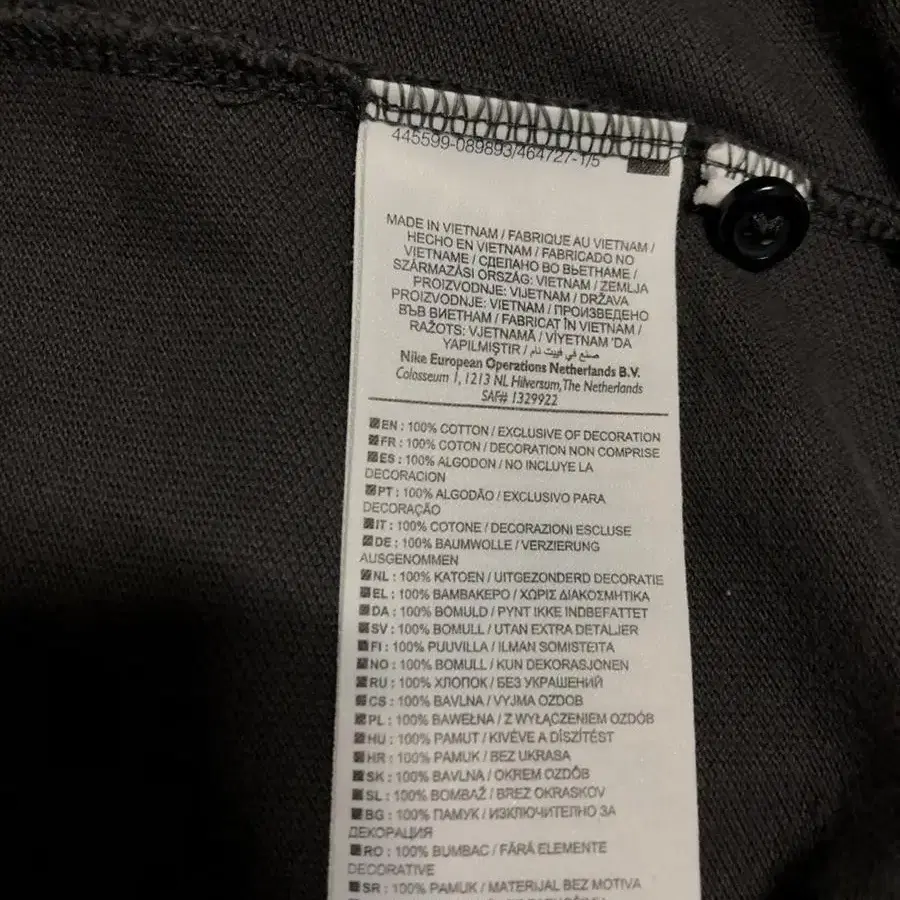 445599-089893/464727-1/5
MADE IN VIETNAM / FABRIQUE AU VIETNAM /
HECHO EN VIETNAM / FABRICADO NO
VIETNAME / СДЕЛАНО ВО ВЬЕТНАМЕ /
SZÁRMAZÁSI ORSZÁG: VIETNAM / ZEMLJA
PROIZVODNJE: VIJETNAM / DRŽAVA
PROIZVODNJE: VIETNAM / ПРОИЗВЕДЕНО
ВЪВ ВИЕТНАМ / FABRICAT ÎN VIETNAM /
RAŽOTS: VJETNAMĀ / VİYETNAM 'DA
YAPILMIŞTIR / صنع في فييت نام
Nike European Operations Netherlands B.V.
Colosseum 1, 1213 NL Hilversum, The Netherlands
SAF# 1329922
EN : 100% COTTON / EXCLUSIVE OF DECORATION
FR : 100% COTON / DECORATION NON COMPRISE
ES : 100% ALGODON / NO INCLUYE LA
DECORACION
PT : 100% ALGODÃO / EXCLUSIVO PARA
DECORAÇÃO
IT : 100% COTONE / DECORAZIONI ESCLUSE
DE : 100% BAUMWOLLE / VERZIERUNG
AUSGENOMMEN
NL : 100% KATOEN / UITGEZONDERD DECORATIE
EL : 100% ΒΑΜΒΑΚΕΡΟ / ΧΩΡΙΣ ΔΙΑΚΟΣΜΗΤΙΚΑ
DA : 100% BOMULD / PYNT IKKE INDBEFATTET
SV : 100% BOMULL / UTAN EXTRA DETALJER
FI : 100% PUUVILLA / ILMAN SOMISTEITA
NO : 100% BOMULL / KUN DEKORASJONEN
RU : 100% ХЛОПОК / БЕЗ УКРАШЕНИЙ
CS : 100% BAVLNA / VYJMA OZDOB
PL : 100% BAWEŁNA / Z WYŁĄCZENIEM OZDÓB
HU : 100% PAMUT / KIVÉVE A DÍSZÍTÉST
HR : 100% PAMUK / BEZ UKRASA
SK : 100% BAVLNA / OKREM OZDÔB
SL : 100% BOMBAŽ / BREZ OKRASKOV
BG : 100% ПАМУК / ИЗКЛЮЧИТЕЛНО ЗА
ДЕКОРАЦИЯ
RO : 100% BUMBAC / FĂRĂ ELEMENTE
DECORATIVE
SR : 100% PAMUK / MATERIJAL BEZ MOTIVA